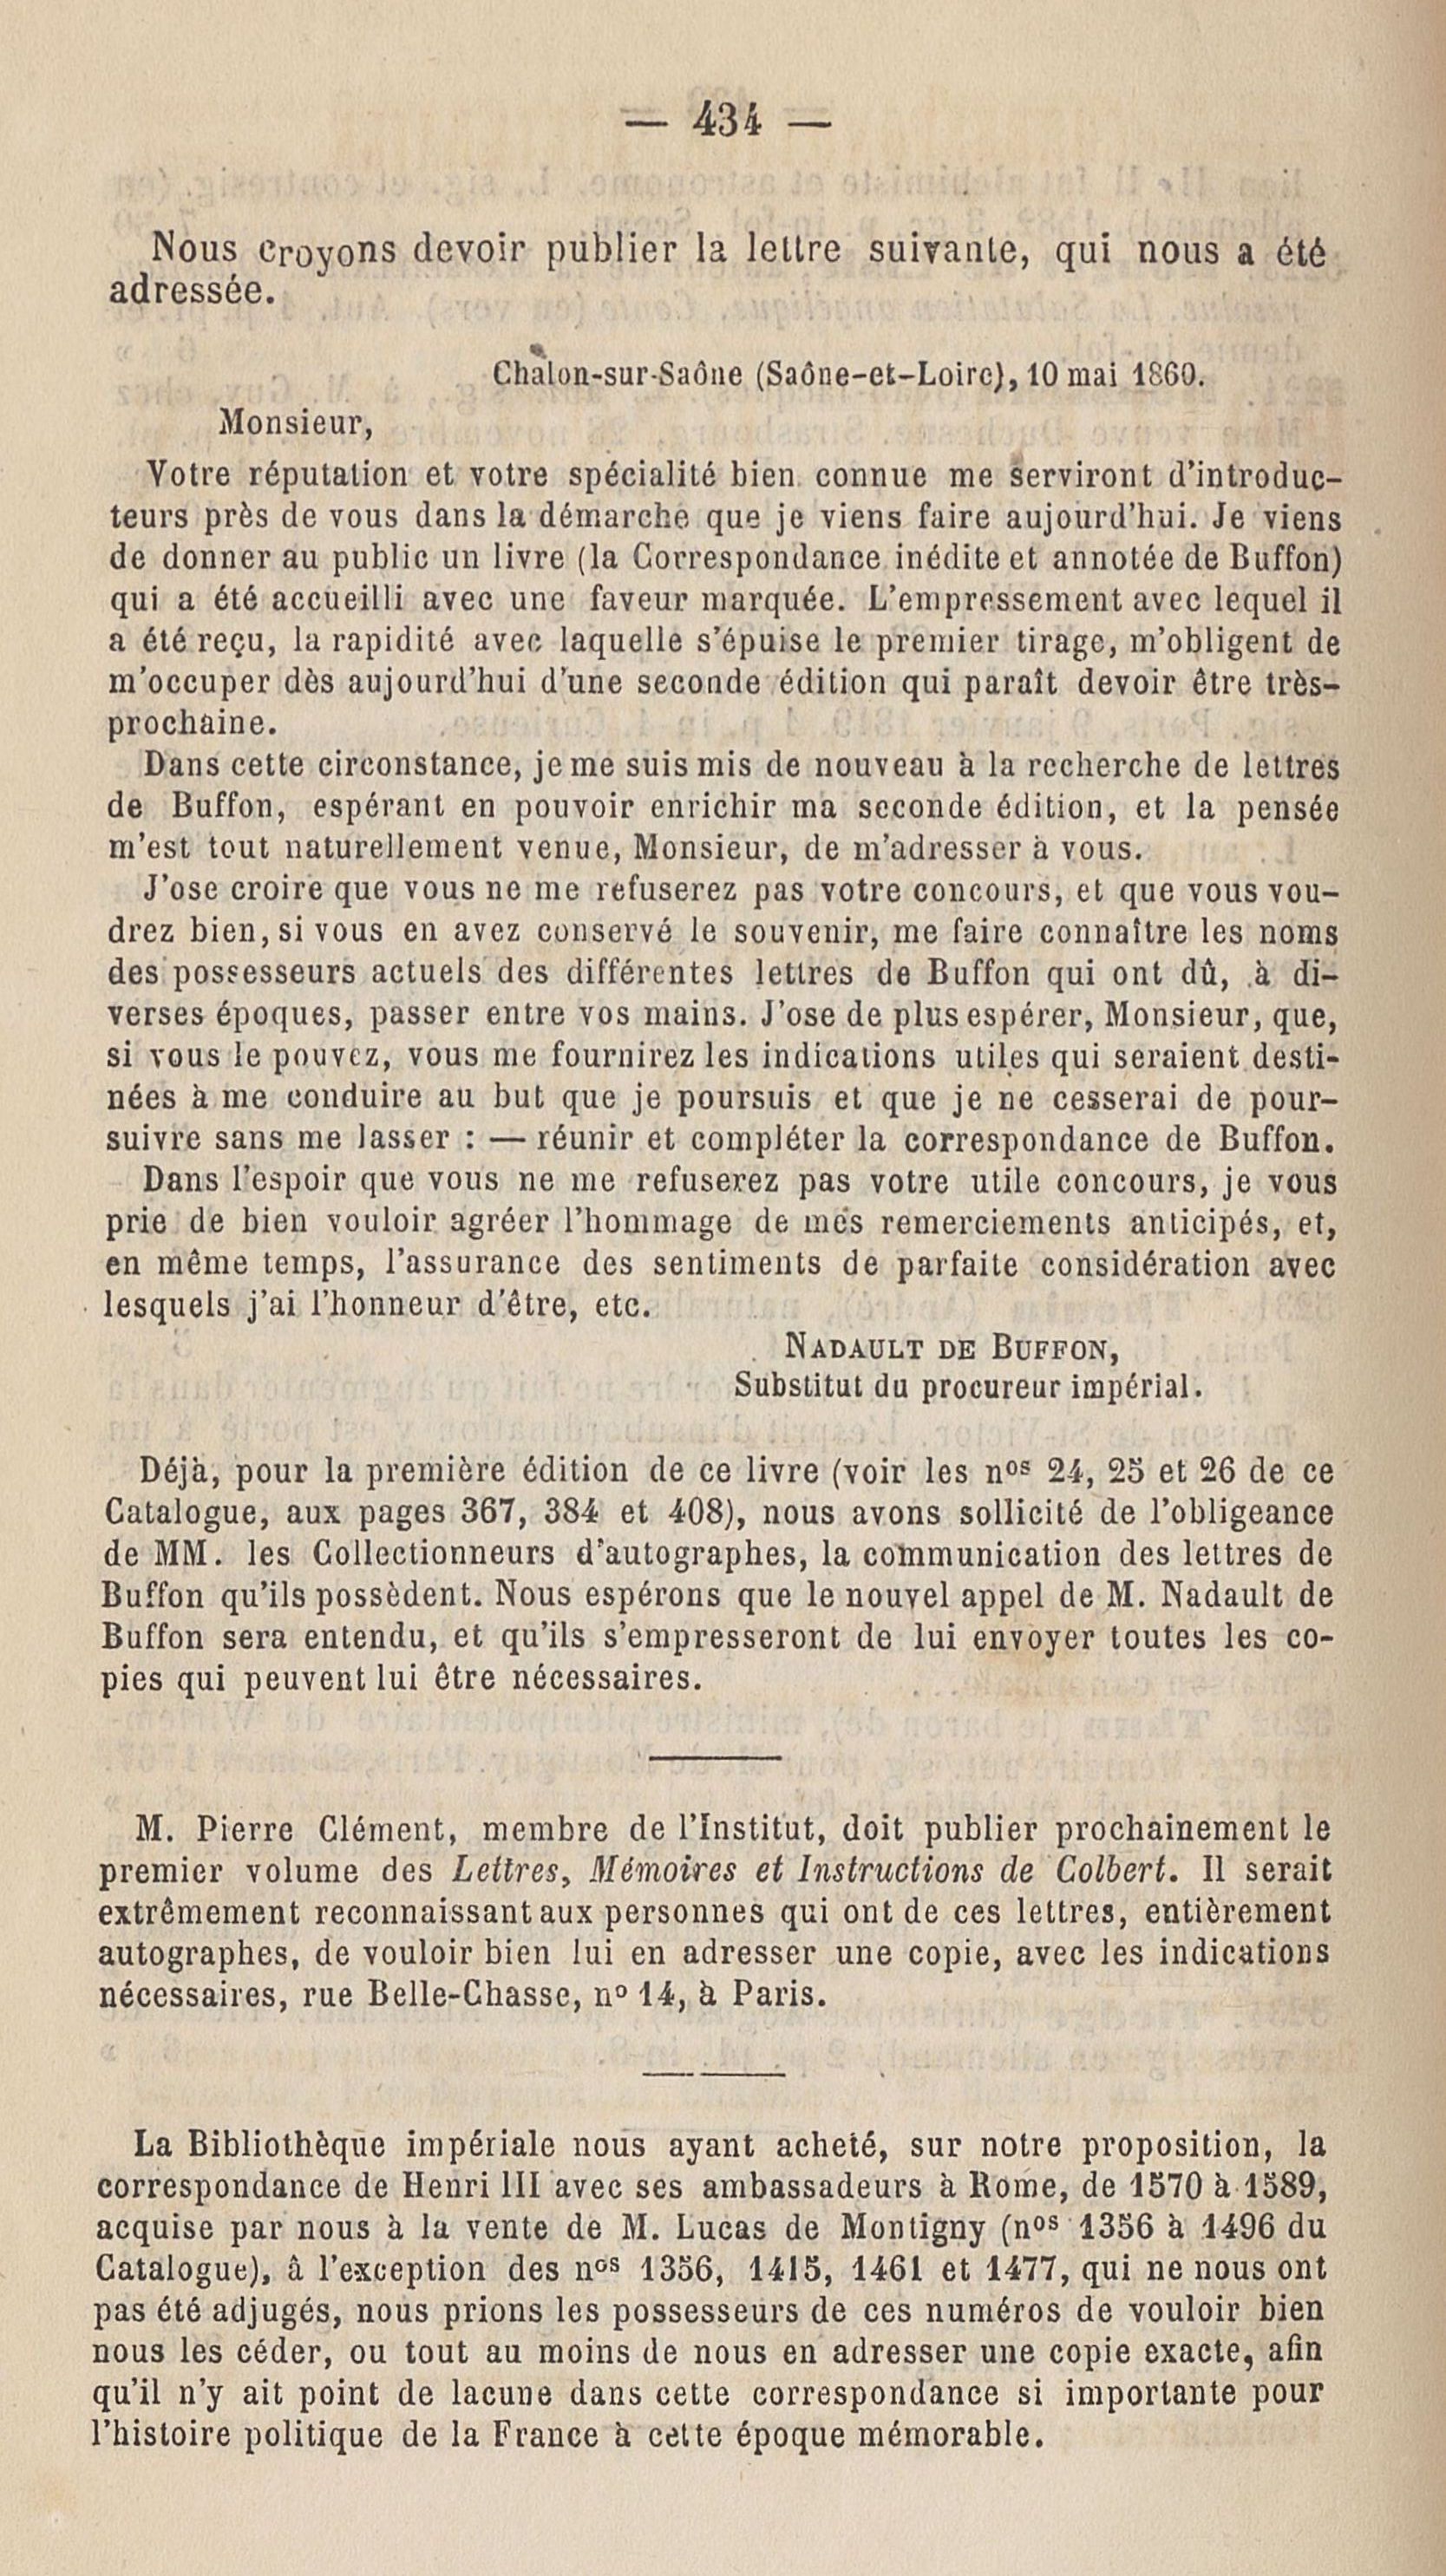 — 434 —
Nous croyons devoir publier la lettre suivante, qui nous a été
adressée.
Châlon-sur-Saône (Saône-et-Loire), 10 mai 1860.
Monsieur,
Votre réputation et votre spécialité bien connue me serviront d'introduc-
teurs près de vous dans la démarche que je viens faire aujourd'hui. Je viens
de donner au public un livre (la Correspondance inédite et annotée de Buffon)
qui a été accueilli avec une faveur marquée. L'empressement avec lequel il
a été reçu, la rapidité avec laquelle s'épuise le premier tirage, m'obligent de
m'occuper dès aujourd'hui d'une seconde édition qui paraît devoir être très-
prochaine.
Dans cette circonstance, je me suis mis de nouveau à la recherche de lettres
de Buffon, espérant en pouvoir enrichir ma seconde édition, et la pensée
m'est tout naturellement venue, Monsieur, de m'adresser à vous.
J'ose croire que vous ne me refuserez pas votre concours, et que vous vou-
drez bien, si vous en avez conservé le souvenir, me faire connaître les noms
des possesseurs actuels des différentes lettres de Buffon qui ont dû, à di-
verses époques, passer entre vos mains. J'ose de plus espérer, Monsieur, que,
si vous le pouvez, vous me fournirez les indications utiles qui seraient desti-
nées à me conduire au but que je poursuis et que je ne cesserai de pour-
suivre sans me lasser : — réunir et compléter la correspondance de Buffon.
Dans l'espoir que vous ne me refuserez pas votre utile concours, je vous
prie de bien vouloir agréer l'hommage de mes remerciements anticipés, et,
en même temps, l'assurance des sentiments de parfaite considération avec
lesquels j'ai l'honneur d'être, etc.
NADAULT DE BUFFON,
Substitut du procureur impérial.
Déjà, pour la première édition de ce livre (voir les nos 24, 25 et 26 de ce
Catalogue, aux pages 367, 384 et 408), nous avons sollicité de l'obligeance
de MM. les Collectionneurs d'autographes, la communication des lettres de
Buffon qu'ils possèdent. Nous espérons que le nouvel appel de M. Nadault de
Buffon sera entendu, et qu'ils s'empresseront de lui envoyer toutes les co-
pies qui peuvent lui être nécessaires.
M. Pierre Clément, membre de l'Institut, doit publier prochainement le
premier volume des Lettres, Mémoires et Instructions de Colbert. Il serait
extrêmement reconnaissant aux personnes qui ont de ces lettres, entièrement
autographes, de vouloir bien lui en adresser une copie, avec les indications
nécessaires, rue Belle-Chasse, no 14, à Paris.
La Bibliothèque impériale nous ayant acheté, sur notre proposition, la
correspondance de Henri III avec ses ambassadeurs à Rome, de 1570 à 1589,
acquise par nous à la vente de M. Lucas de Montigny (nos 1356 à 1496 du
Catalogue), à l'exception des nos 1356, 1415, 1461 et 1477, qui ne nous ont
pas été adjugés, nous prions les possesseurs de ces numéros de vouloir bien
nous les céder, ou tout au moins de nous en adresser une copie exacte, afin
qu'il n'y ait point de lacune dans cette correspondance si importante pour
l'histoire politique de la France à cette époque mémorable.